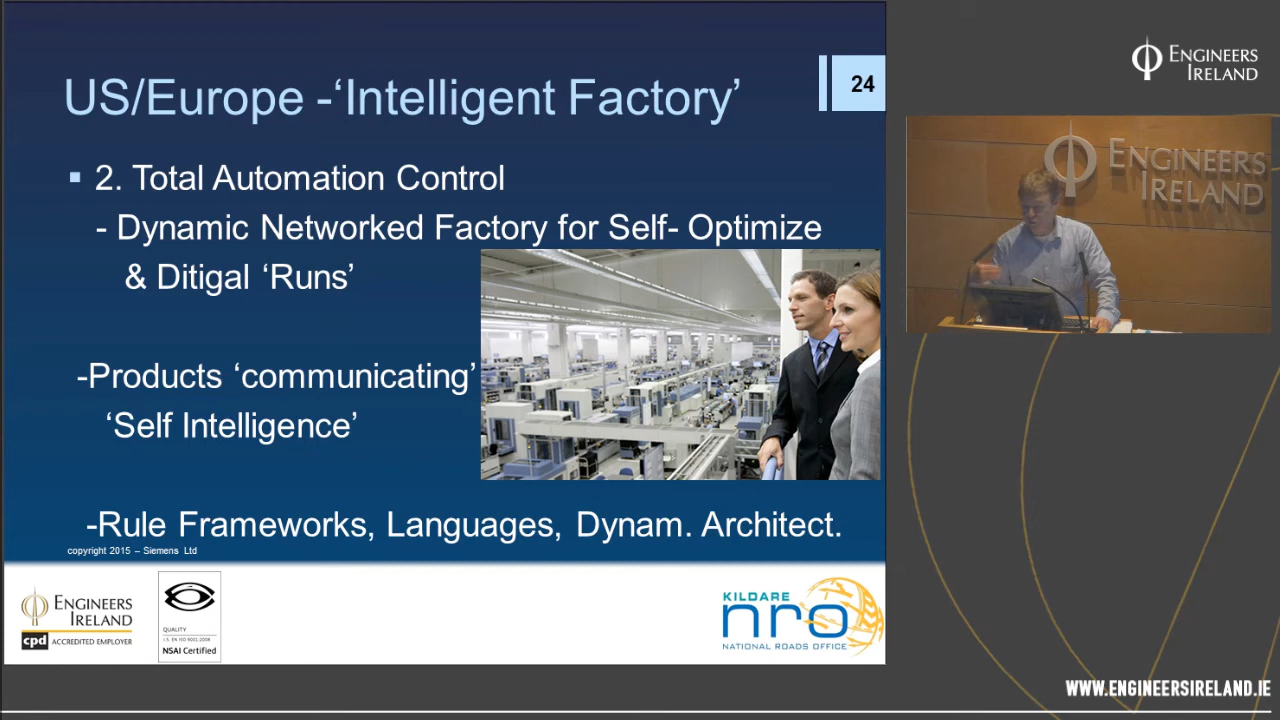 US/Europe -‘Intelligent Factory’
24
▪ 2. Total Automation Control
- Dynamic Networked Factory for Self- Optimize
& Ditigal ‘Runs’
-Products ‘communicating’
‘Self Intelligence’
-Rule Frameworks, Languages, Dynam. Architect.
copyright 2015 – Siemens Ltd
ENGINEERS
IRELAND
cpd ACCREDITED EMPLOYER
QUALITY
I.S. EN ISO 9001:2008
NSAI Certified
KILDARE
nro
NATIONAL ROADS OFFICE
ENGINEERS
IRELAND
ENGINEERS
IRELAND
WWW.ENGINEERSIRELAND.IE